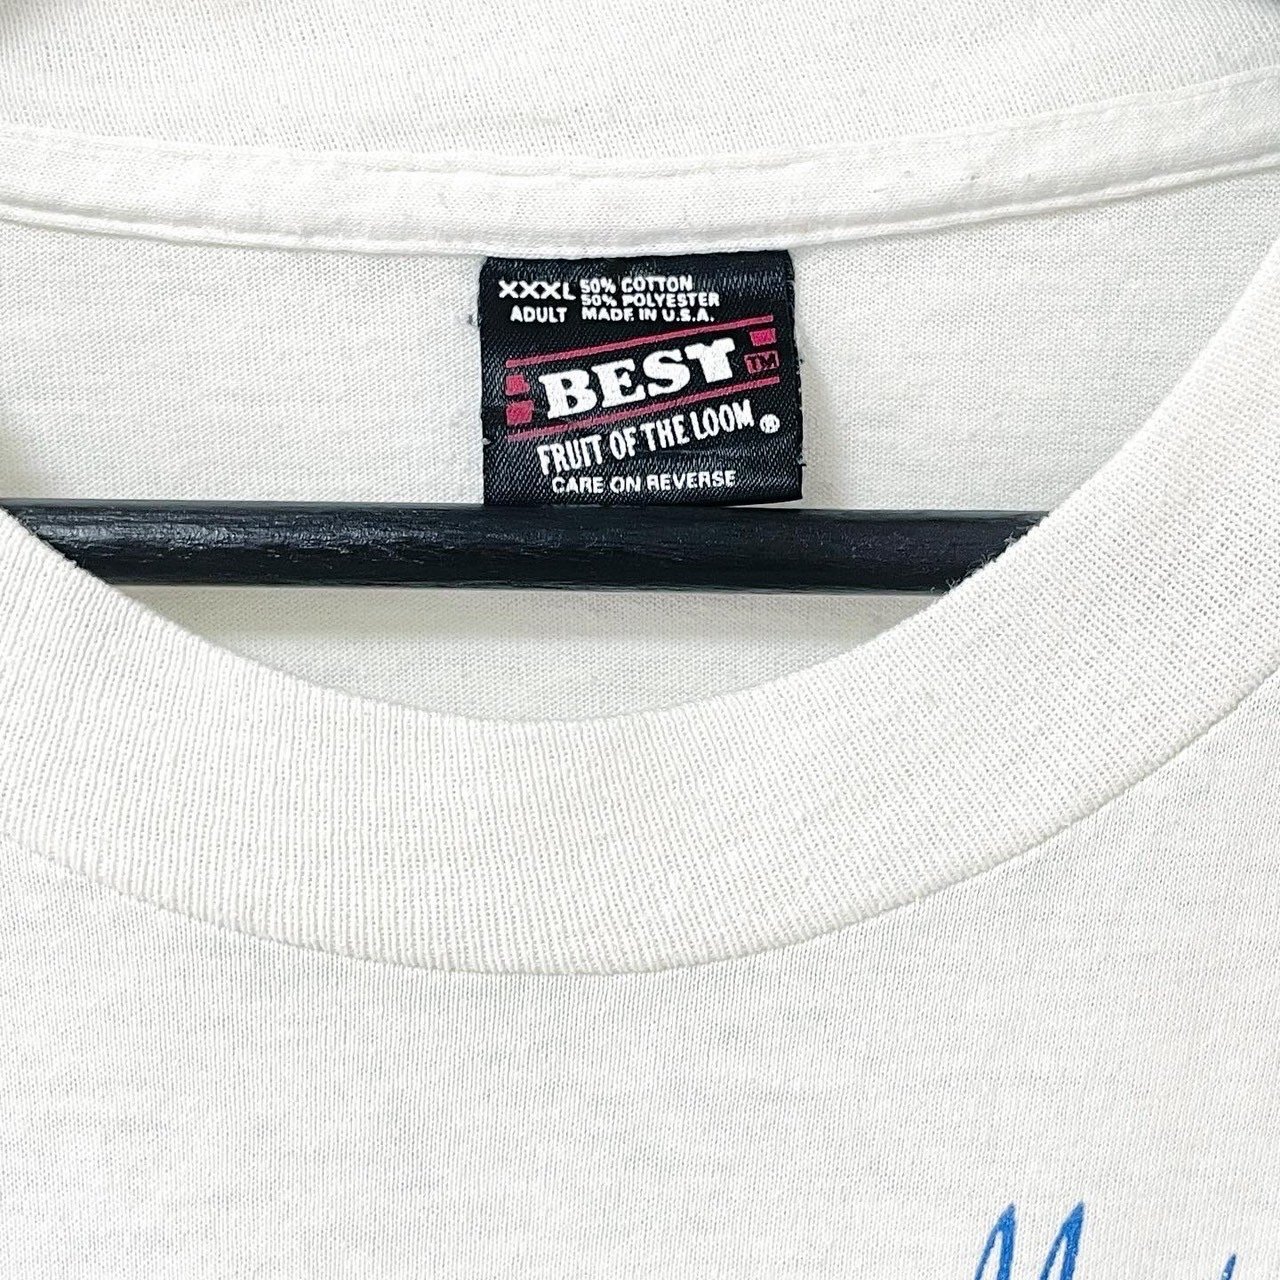 XXXL 50% COTTON
50% POLYESTER
ADULT MADE IN U.S.A.
BEST TM
FRUIT OF THE LOOM ®
CARE ON REVERSE